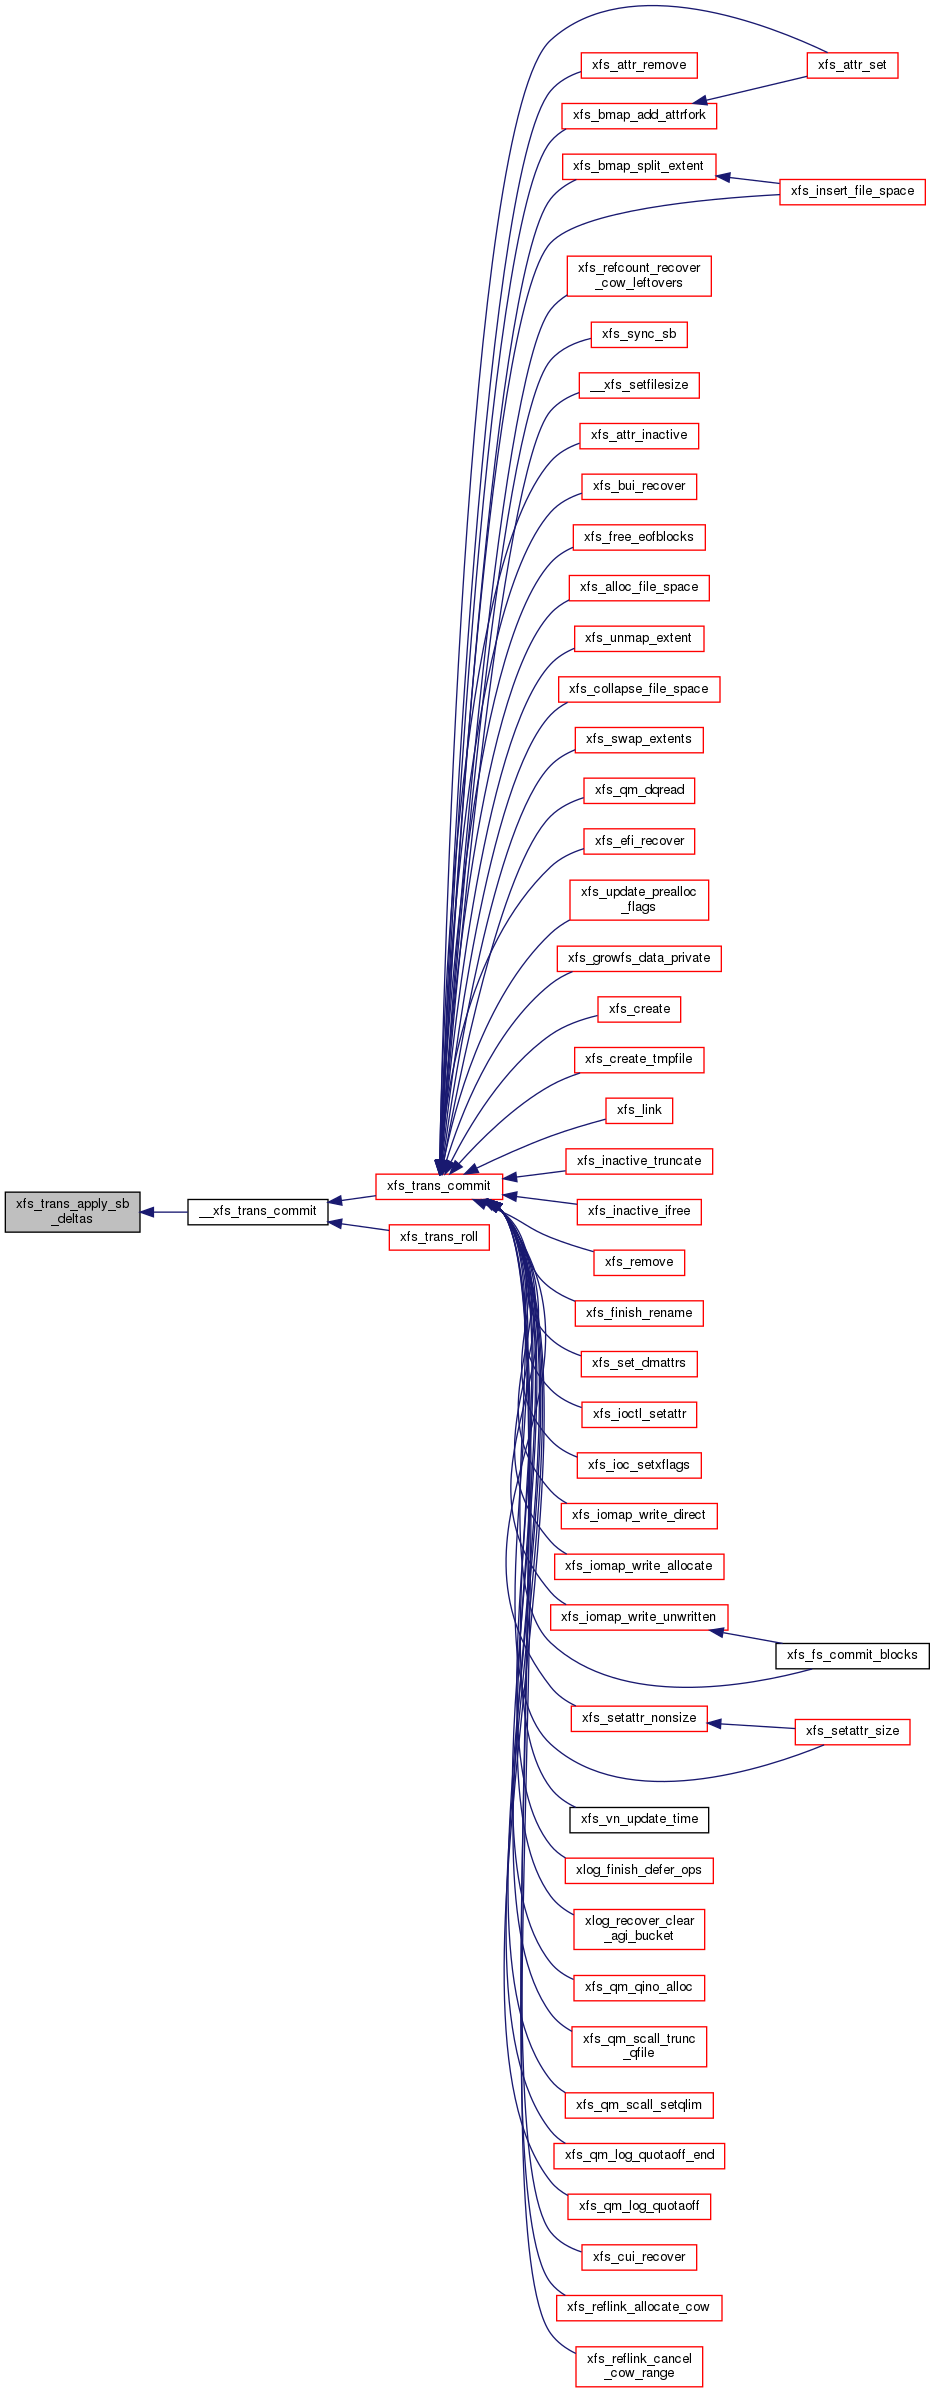 xfs_attr_set
xfs_attr_remove
xfs_bmap_add_attrfork
xfs_bmap_split_extent
xfs_insert_file_space
xfs_refcount_recover
_cow_leftovers
xfs_sync_sb
__xfs_setfilesize
xfs_attr_inactive
xfs_bui_recover
xfs_free_eofblocks
xfs_alloc_file_space
xfs_unmap_extent
xfs_collapse_file_space
xfs_swap_extents
xfs_qm_dqread
xfs_efi_recover
xfs_update_prealloc
_flags
xfs_growfs_data_private
xfs_create
xfs_create_tmpfile
xfs_link
xfs_inactive_truncate
xfs_trans_commit
xfs_trans_apply_sb
_deltas
__xfs_trans_commit
xfs_inactive_ifree
xfs_trans_roll
xfs_remove
xfs_finish_rename
xfs_set_dmattrs
xfs_ioctl_setattr
xfs_ioc_setxflags
xfs_iomap_write_direct
xfs_iomap_write_allocate
xfs_iomap_write_unwritten
xfs_fs_commit_blocks
xfs_setattr_nonsize
xfs_setattr_size
xfs_vn_update_time
xlog_finish_defer_ops
xlog_recover_clear
_agi_bucket
xfs_qm_qino_alloc
xfs_qm_scall_trunc
_qfile
xfs_qm_scall_setqlim
xfs_qm_log_quotaoff_end
xfs_qm_log_quotaoff
xfs_cui_recover
xfs_reflink_allocate_cow
xfs_reflink_cancel
_cow_range